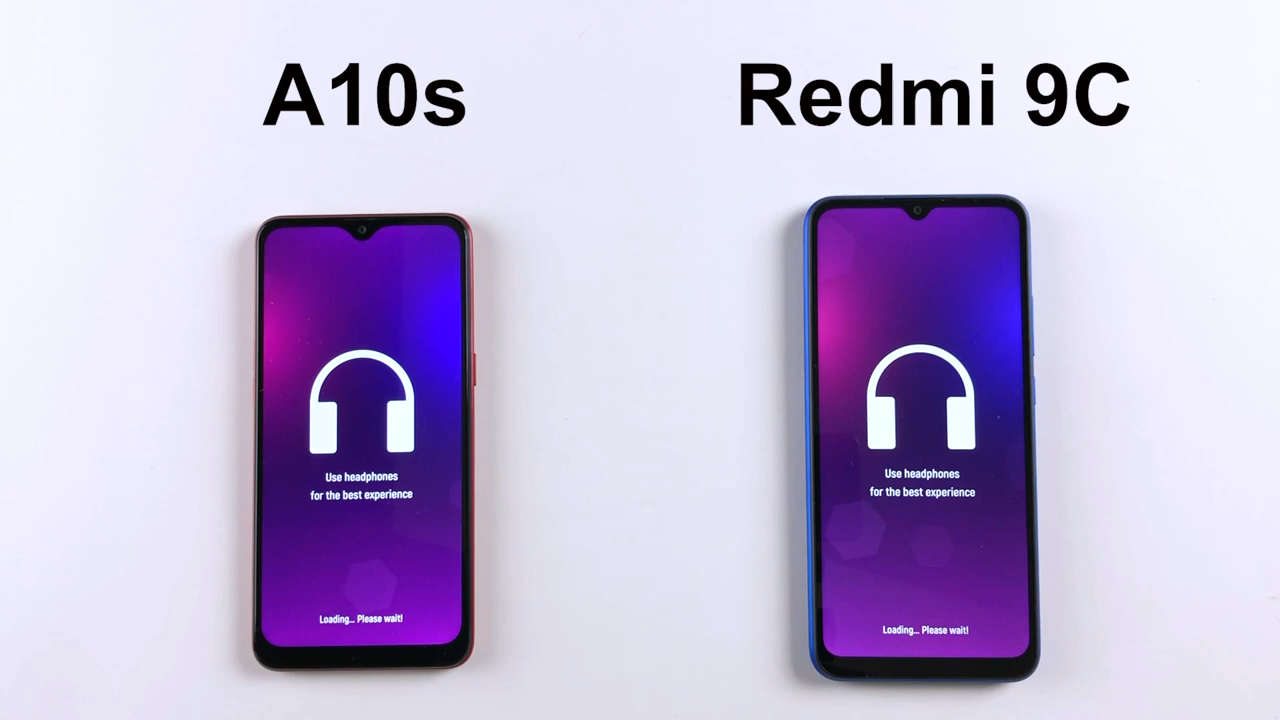 A10s
Redmi 9C
Use headphones
for the best experience
Loading... Please wait!
Use headphones
for the best experience
Loading... Please wait!